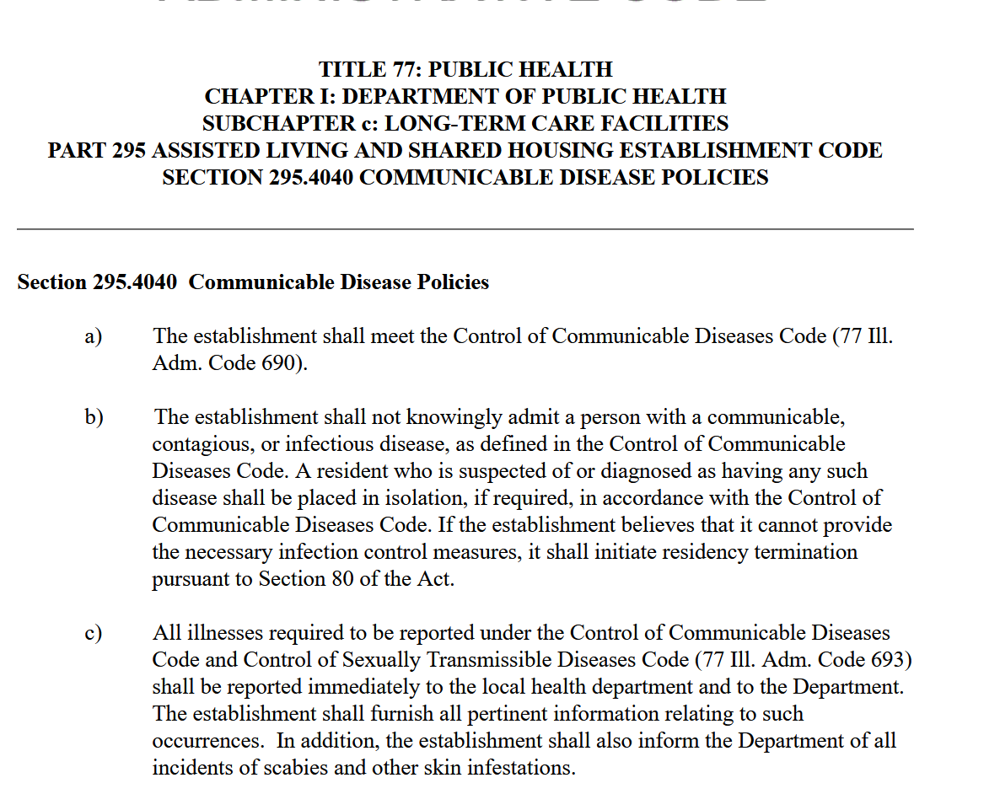 TITLE 77: PUBLIC HEALTH
CHAPTER I: DEPARTMENT OF PUBLIC HEALTH
SUBCHAPTER c: LONG-TERM CARE FACILITIES
PART 295 ASSISTED LIVING AND SHARED HOUSING ESTABLISHMENT CODE
SECTION 295.4040 COMMUNICABLE DISEASE POLICIES
Section 295.4040  Communicable Disease Policies
a) The establishment shall meet the Control of Communicable Diseases Code (77 Ill.
Adm. Code 690).
b) The establishment shall not knowingly admit a person with a communicable,
contagious, or infectious disease, as defined in the Control of Communicable
Diseases Code. A resident who is suspected of or diagnosed as having any such
disease shall be placed in isolation, if required, in accordance with the Control of
Communicable Diseases Code. If the establishment believes that it cannot provide
the necessary infection control measures, it shall initiate residency termination
pursuant to Section 80 of the Act.
c) All illnesses required to be reported under the Control of Communicable Diseases
Code and Control of Sexually Transmissible Diseases Code (77 Ill. Adm. Code 693)
shall be reported immediately to the local health department and to the Department.
The establishment shall furnish all pertinent information relating to such
occurrences.  In addition, the establishment shall also inform the Department of all
incidents of scabies and other skin infestations.